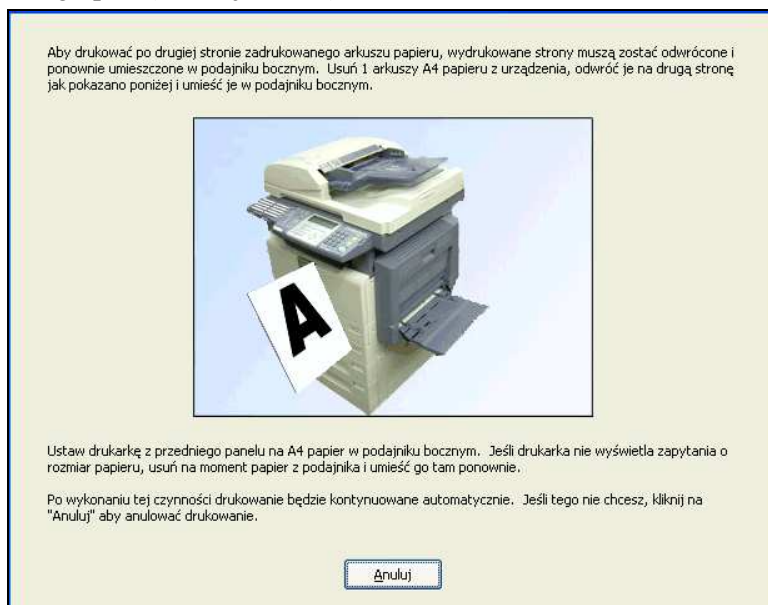 Aby drukować po drugiej stronie zadrukowanego arkuszu papieru, wydrukowane strony muszą zostać odwrócone i
ponownie umieszczone w podajniku bocznym.  Usuń 1 arkuszy A4 papieru z urządzenia, odwróć je na drugą stronę
jak pokazano poniżej i umieść je w podajniku bocznym.
A
Ustaw drukarkę z przedniego panelu na A4 papier w podajniku bocznym.  Jeśli drukarka nie wyświetla zapytania o
rozmiar papieru, usuń na moment papier z podajnika i umieść go tam ponownie.
Po wykonaniu tej czynności drukowanie będzie kontynuowane automatycznie.  Jeśli tego nie chcesz, kliknij na
"Anuluj" aby anulować drukowanie.
Anuluj